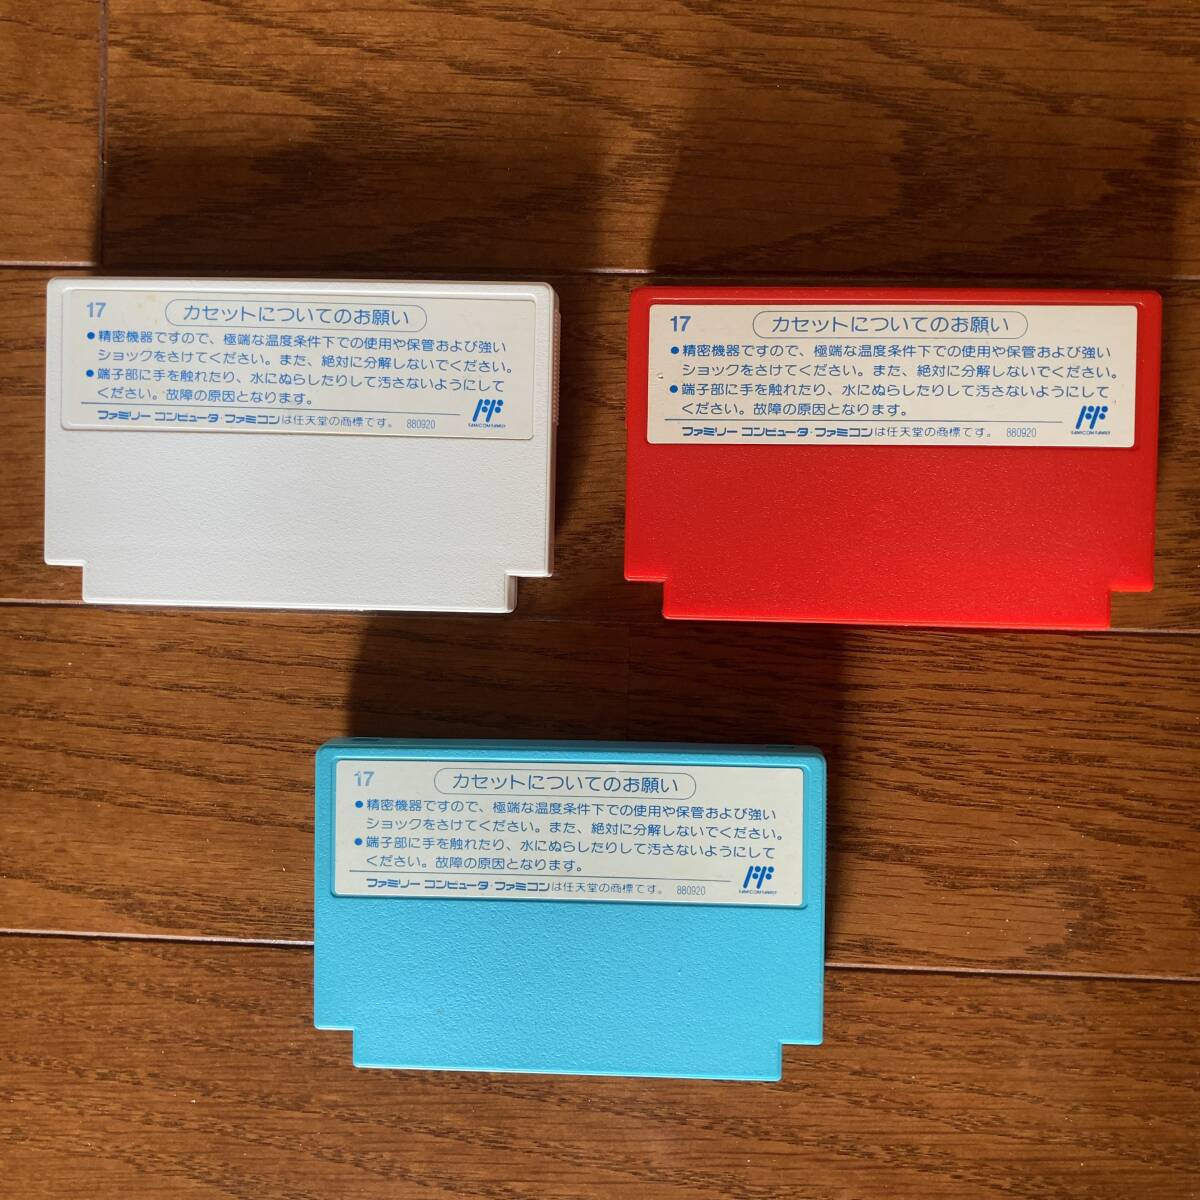 17
カセットについてのお願い
●精密機器ですので、極端な温度条件下での使用や保管および強い
ショックをさけてください。また、絶対に分解しないでください。
●端子部に手を触れたり、水にぬらしたりして汚さないようにして
ください。故障の原因となります。
ファミリー コンピュータ・ファミコンは任天堂の商標です。 880920
FF
FAMICOM FAMILY
17
カセットについてのお願い
●精密機器ですので、極端な温度条件下での使用や保管および強い
ショックをさけてください。また、絶対に分解しないでください。
●端子部に手を触れたり、水にぬらしたりして汚さないようにして
ください。故障の原因となります。
ファミリー コンピュータ・ファミコンは任天堂の商標です。 880920
FF
FAMICOM FAMILY
17
カセットについてのお願い
●精密機器ですので、極端な温度条件下での使用や保管および強い
ショックをさけてください。また、絶対に分解しないでください。
●端子部に手を触れたり、水にぬらしたりして汚さないようにして
ください。故障の原因となります。
ファミリー コンピュータ・ファミコンは任天堂の商標です。 880920
FF
FAMICOM FAMILY